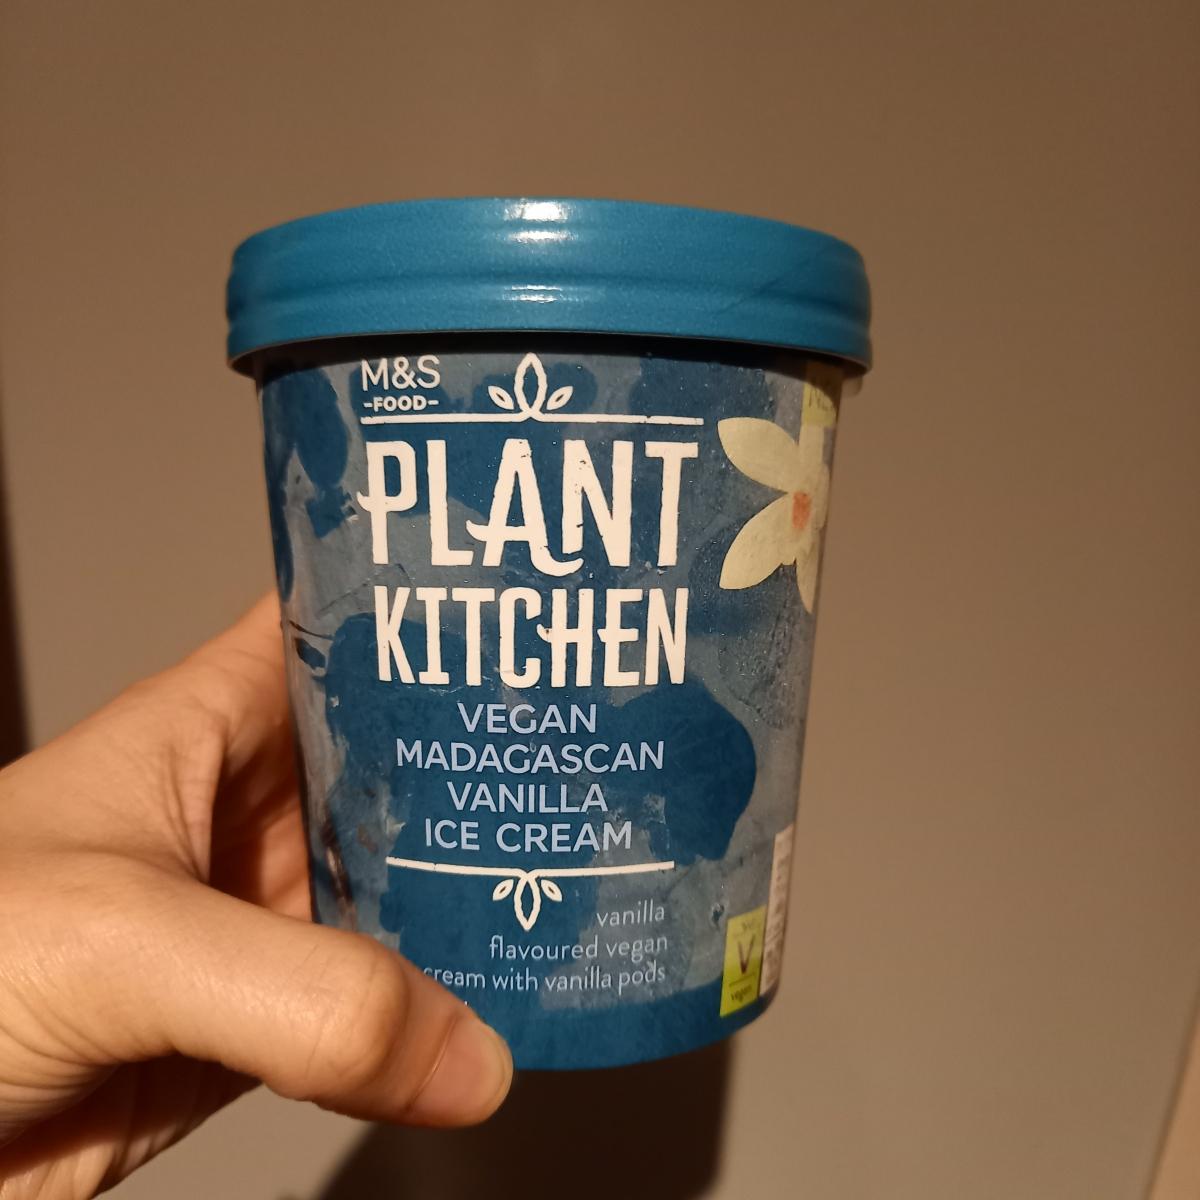 M&S
-FOOD-
PLANT
KITCHEN
VEGAN
MADAGASCAN
VANILLA
ICE CREAM
vanilla
flavoured vegan
cream with vanilla pods
V
vegan